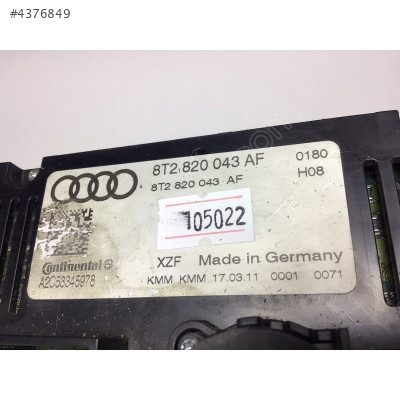 #4376849
8T2 820 043 AF
0180
8T2 820 043 AF
H08
105022
Continental
XZF Made in Germany
A2C53345978
KMM KMM 17.03.11 0001 0071